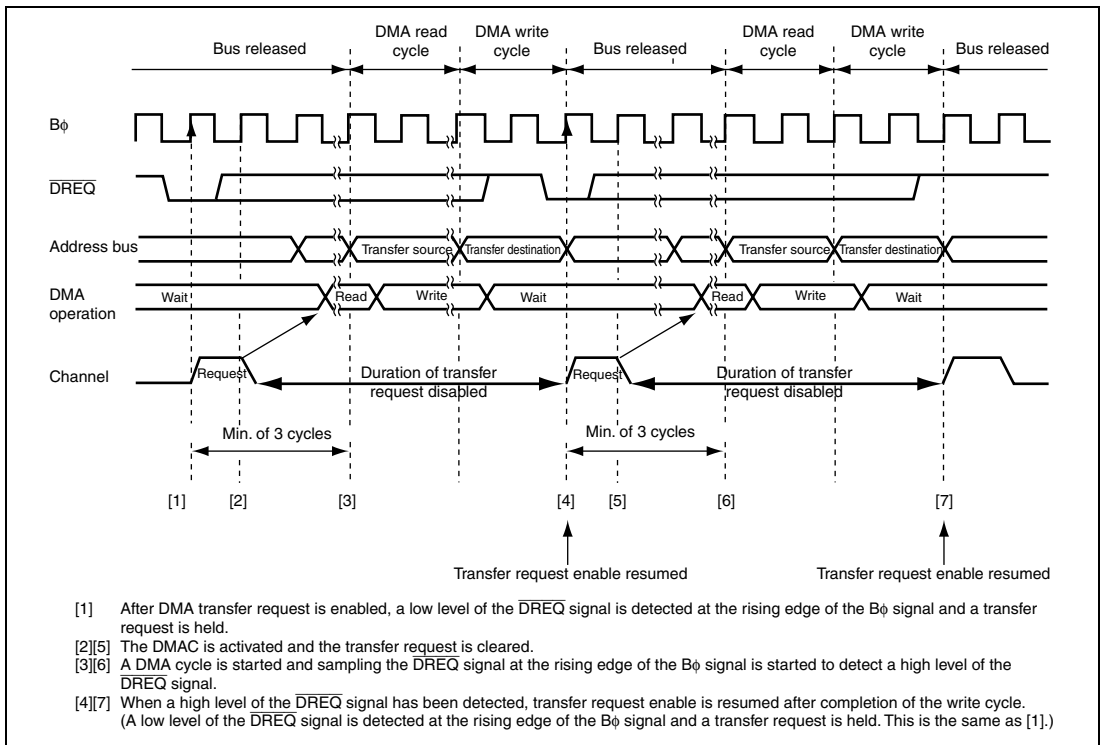 Bus released
DMA read cycle
DMA write cycle
Bus released
DMA read cycle
DMA write cycle
Bus released
Bϕ
DREQ
Address bus
Transfer source
Transfer destination
Transfer source
Transfer destination
DMA operation
Wait
Read
Write
Wait
Read
Write
Wait
Channel
Request
Duration of transfer request disabled
Request
Duration of transfer request disabled
Min. of 3 cycles
Min. of 3 cycles
[1]
[2]
[3]
[4]
[5]
[6]
[7]
Transfer request enable resumed
Transfer request enable resumed
[1] After DMA transfer request is enabled, a low level of the DREQ signal is detected at the rising edge of the Bϕ signal and a transfer
request is held.
[2][5] The DMAC is activated and the transfer request is cleared.
[3][6] A DMA cycle is started and sampling the DREQ signal at the rising edge of the Bϕ signal is started to detect a high level of the
DREQ signal.
[4][7] When a high level of the DREQ signal has been detected, transfer request enable is resumed after completion of the write cycle.
(A low level of the DREQ signal is detected at the rising edge of the Bϕ signal and a transfer request is held. This is the same as [1].)